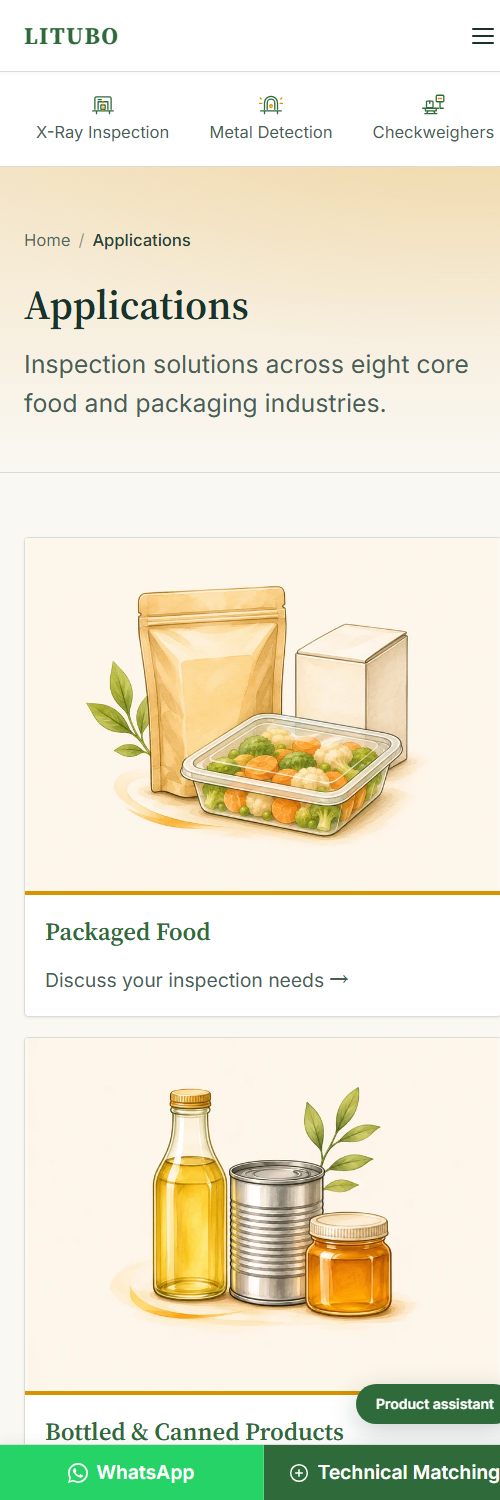 LITUBO
X-Ray Inspection
Metal Detection
Checkweighers
Home / Applications
Applications
Inspection solutions across eight core
food and packaging industries.
Packaged Food
Discuss your inspection needs →
Product assistant
Bottled & Canned Products
WhatsApp
Technical Matching